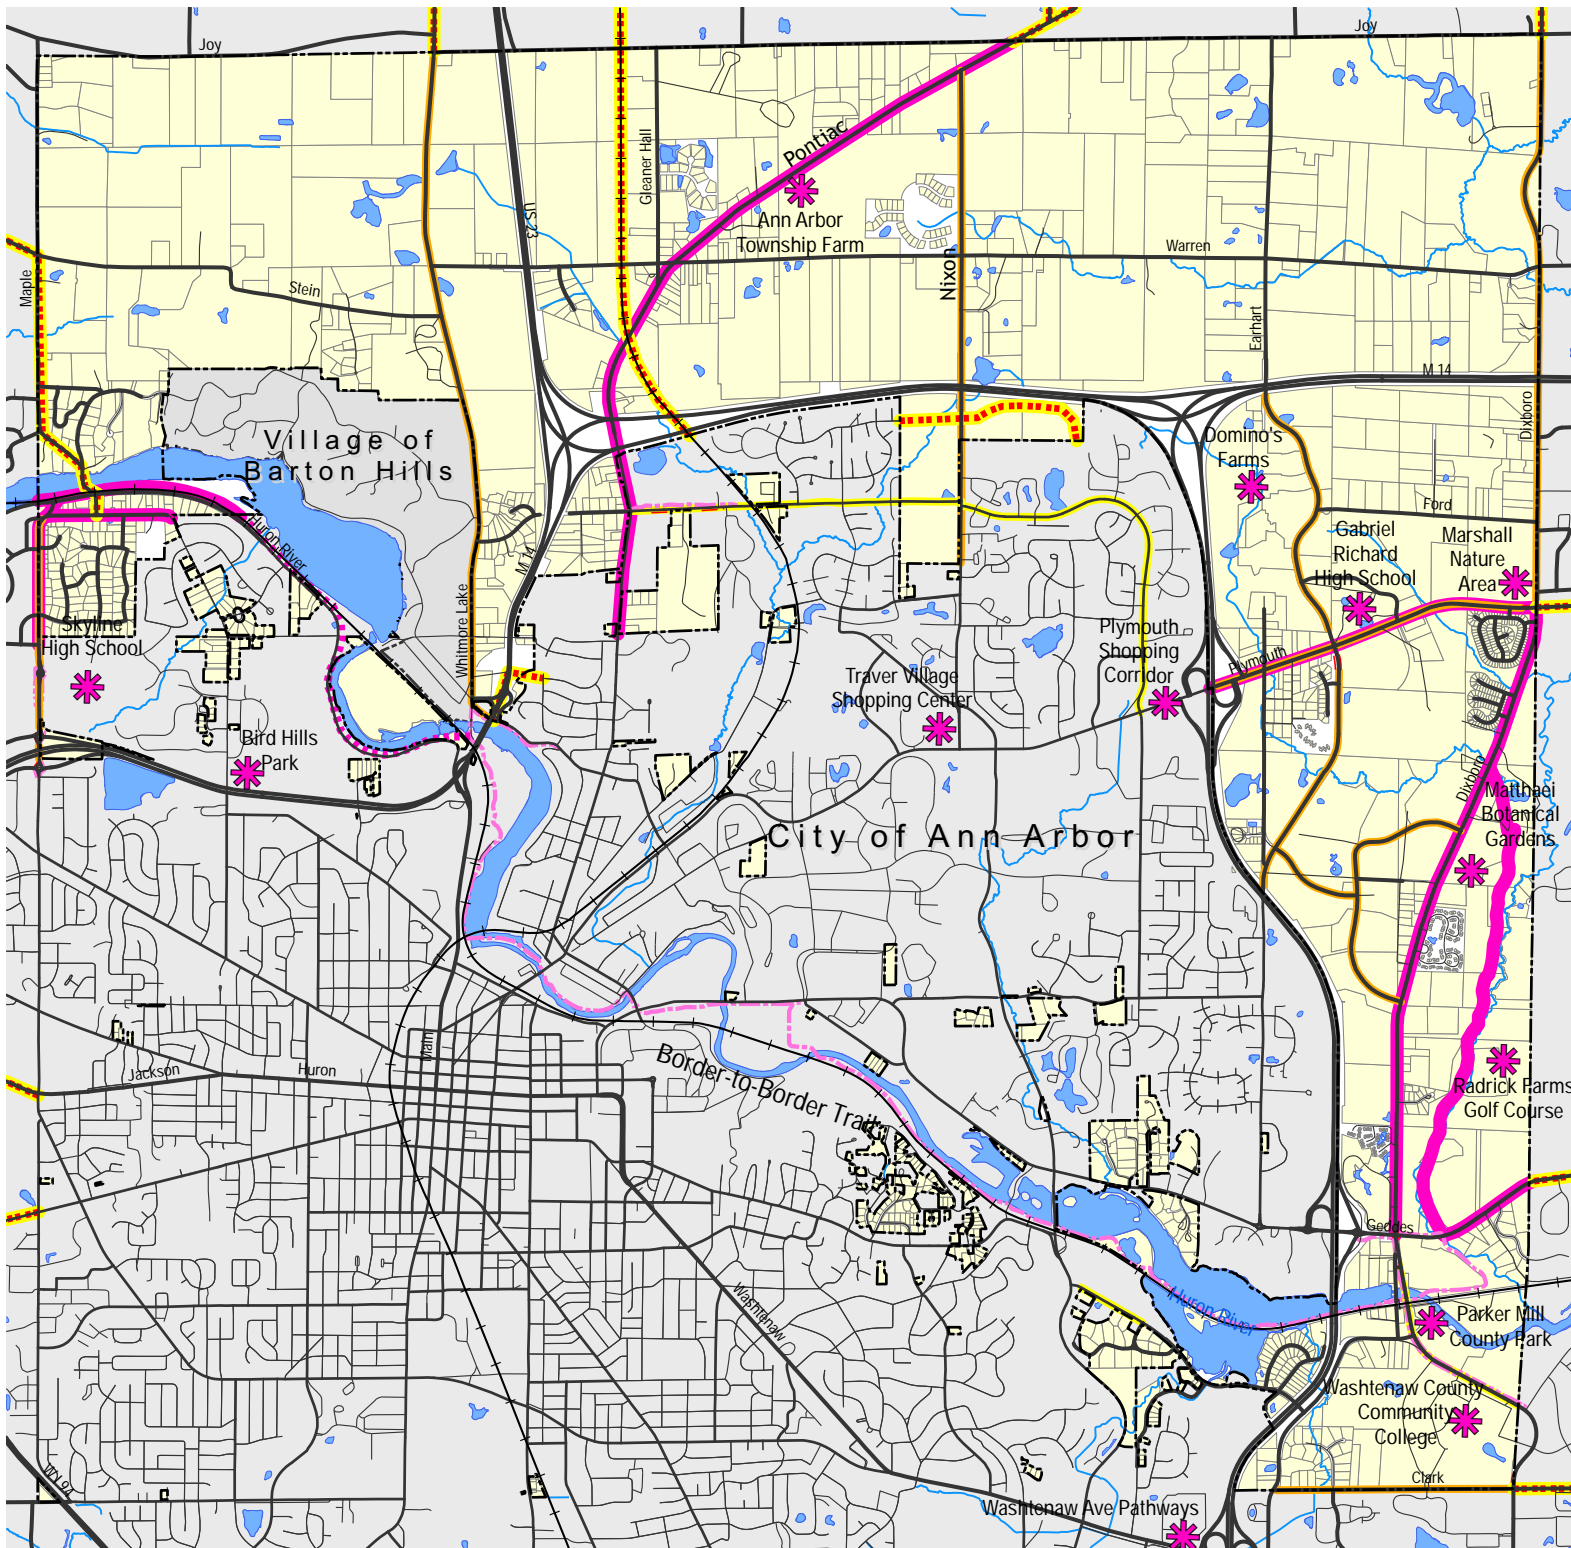 Joy
Joy
Pontiac
Gleaner Hall
US 23
Ann Arbor
Township Farm
Warren
Nixon
Maple
Stein
Earhart
M 14
Dixboro
Village of
Barton Hills
Domino's
Farms
Ford
Gabriel
Richard
High School
Marshall
Nature
Area
Huron River
M 14
Whitmore Lake
Skyline
High School
Plymouth
Shopping
Corridor
Plymouth
Traver Village
Shopping Center
Bird Hills
Park
Dixboro
Matthaei
Botanical
Gardens
City of Ann Arbor
Main
Jackson
Huron
Border-to-Border Trail
Radrick Farms
Golf Course
Geddes
Washtenaw
Huron River
Parker Mill
County Park
Washtenaw County
Community
College
Clark
Washtenaw Ave Pathways